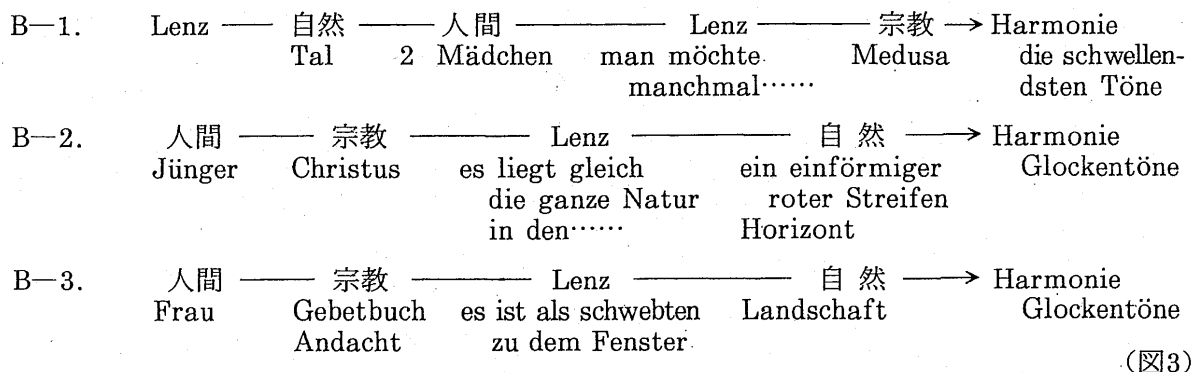 B—1. Lenz —— 自然 —— 人間 —— Lenz —— 宗教 → Harmonie
Tal 2 Mädchen man möchte Medusa die schwellen-
manchmal…… dsten Töne
B—2. 人間 —— 宗教 —— Lenz —— 自 然 —→ Harmonie
Jünger Christus es liegt gleich ein einförmiger Glockentöne
die ganze Natur roter Streifen
in den…… Horizont
B—3. 人間 —— 宗教 —— Lenz —— 自 然 —→ Harmonie
Frau Gebetbuch es ist als schwebten Landschaft Glockentöne
Andacht zu dem Fenster
(図3)